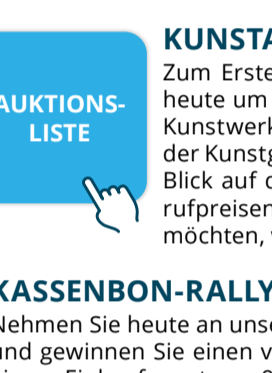 AUKTIONS-
LISTE
KUNSTA
Zum Erste
heute um
Kunstwerk
der Kunstg
Blick auf
rufpreisen
möchten,
KASSENBON-RALLY
Nehmen Sie heute an uns
und gewinnen Sie einen v